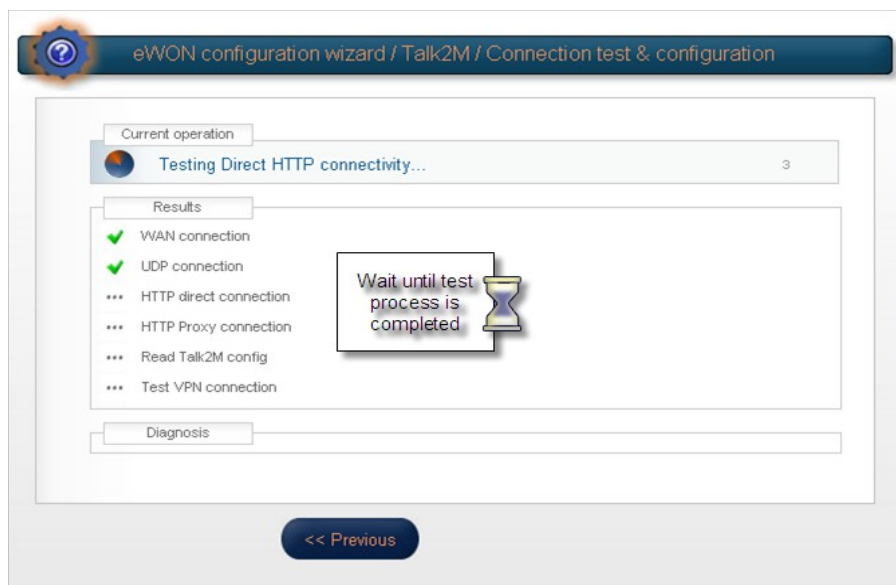 eWON configuration wizard / Talk2M / Connection test & configuration
Current operation
Testing Direct HTTP connectivity... 3
Results
WAN connection
UDP connection
HTTP direct connection
HTTP Proxy connection
Read Talk2M config
Test VPN connection
Wait until test
process is
completed
Diagnosis
<< Previous